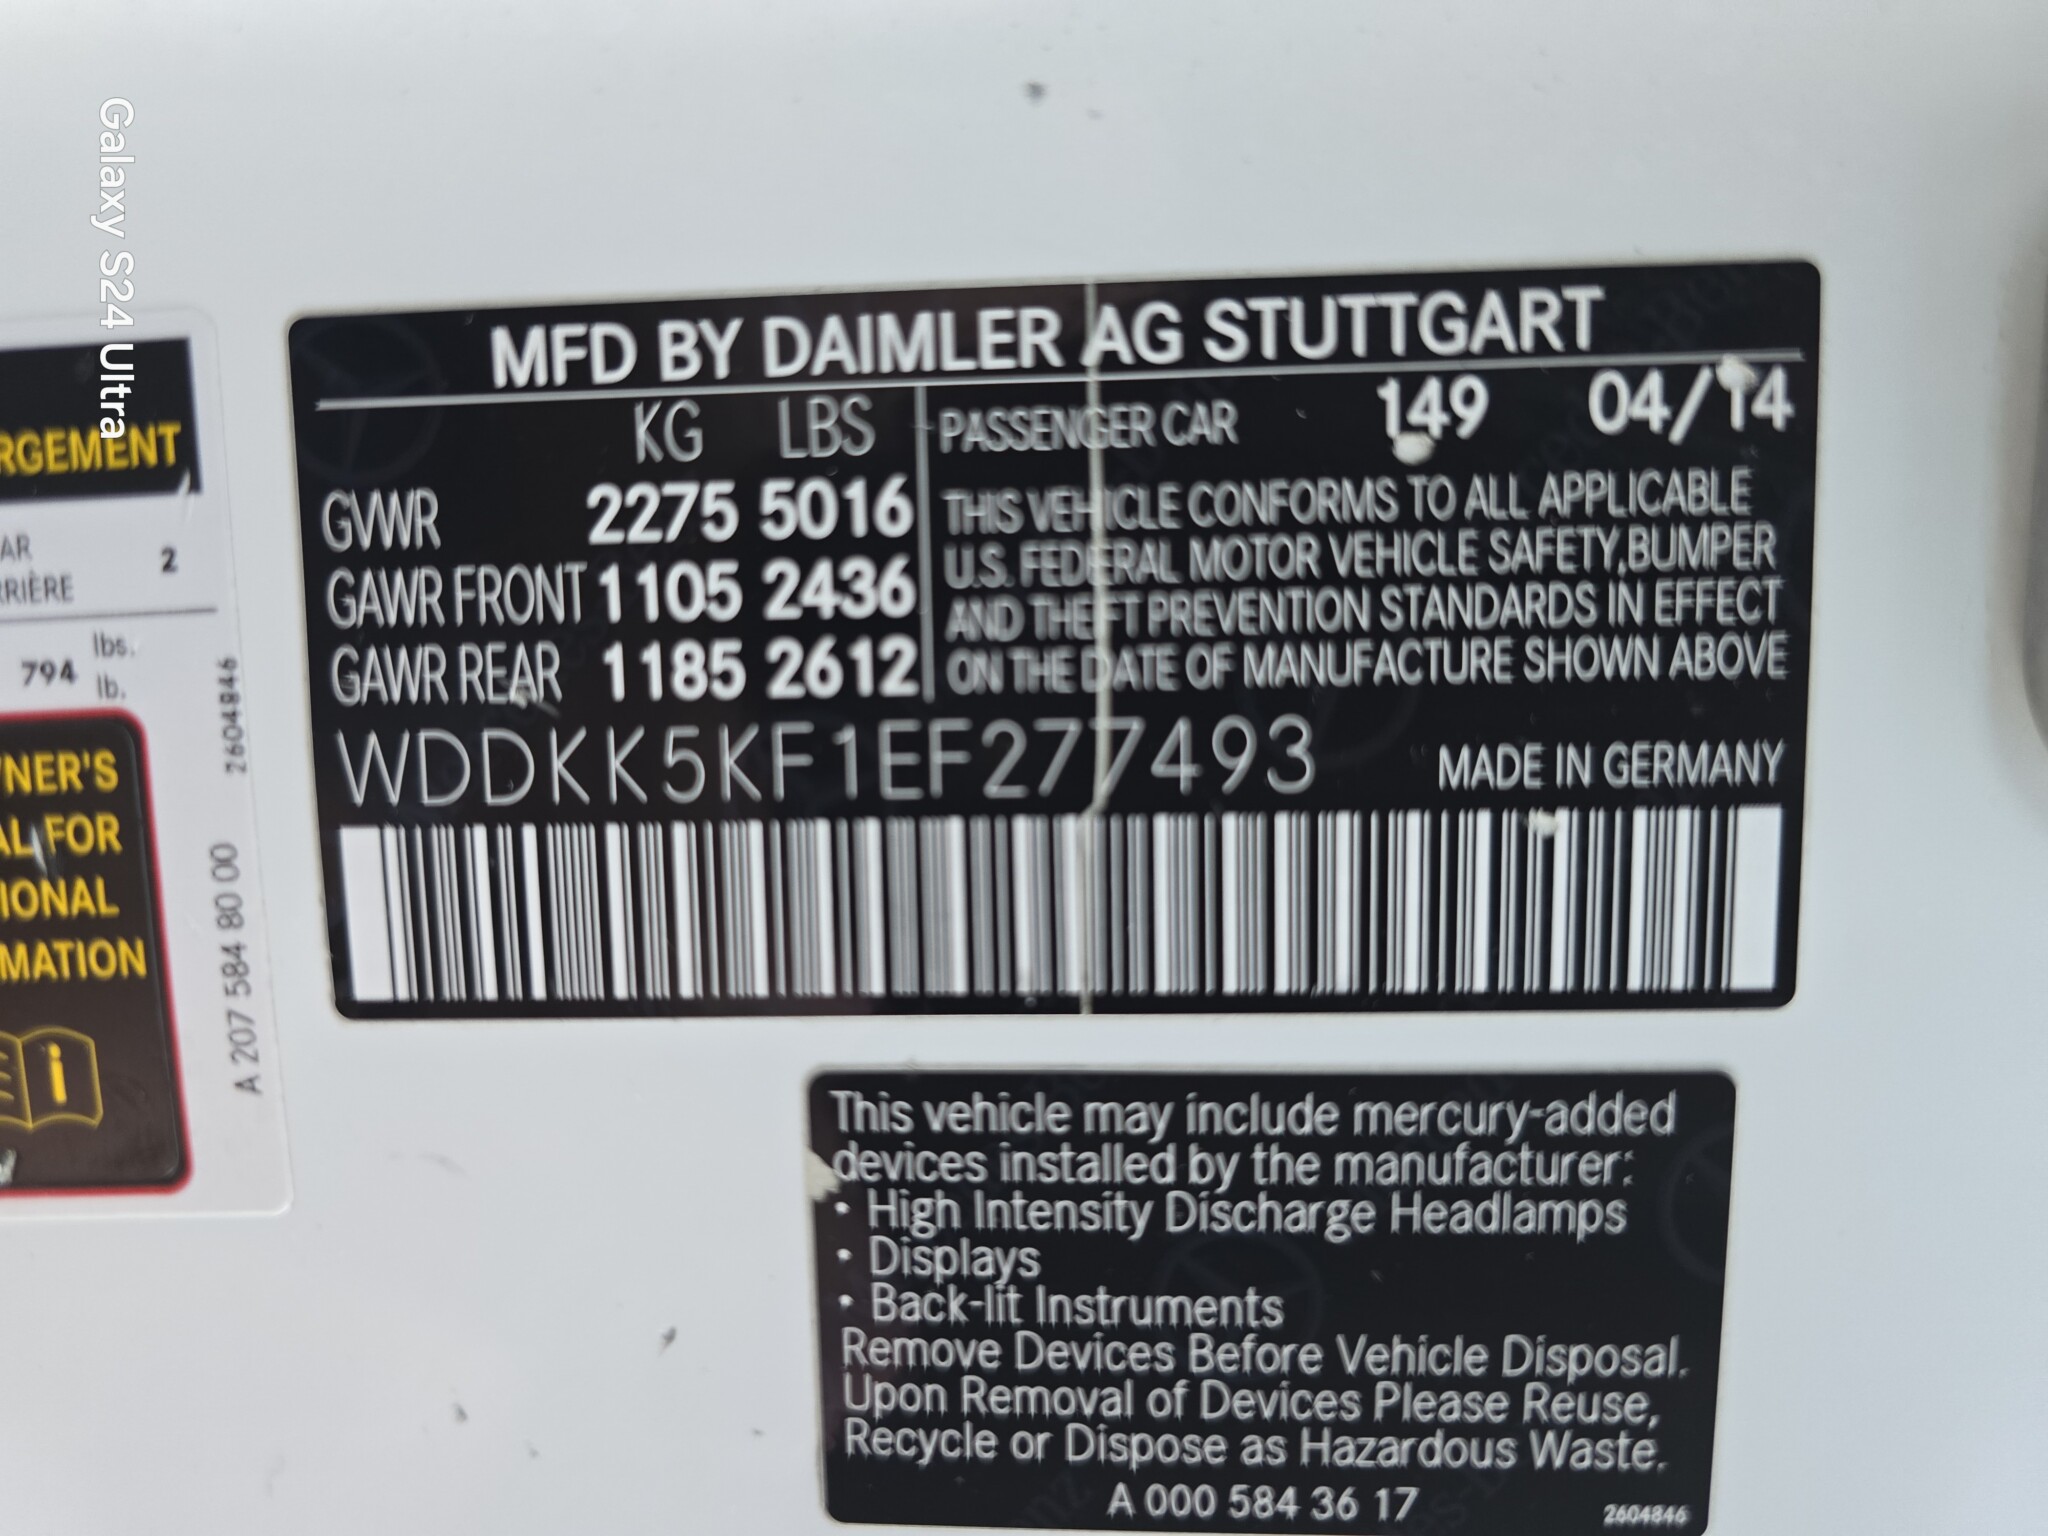 Galaxy S24 Ultra
RGEMENT
AR
RRIÈRE
2
794
lbs.
lb.
2604846
A 207 584 80 00
NER'S
AL FOR
IONAL
MATION
i
MFD BY DAIMLER AG STUTTGART
KG LBS
GVWR 2275 5016
GAWR FRONT 1105 2436
GAWR REAR 1185 2612
PASSENGER CAR 149 04/14
THIS VEHICLE CONFORMS TO ALL APPLICABLE
U.S. FEDERAL MOTOR VEHICLE SAFETY,BUMPER
AND THEFT PREVENTION STANDARDS IN EFFECT
ON THE DATE OF MANUFACTURE SHOWN ABOVE
WDDKK5KF1EF277493 MADE IN GERMANY
This vehicle may include mercury-added
devices installed by the manufacturer:
• High Intensity Discharge Headlamps
• Displays
• Back-lit Instruments
Remove Devices Before Vehicle Disposal.
Upon Removal of Devices Please Reuse,
Recycle or Dispose as Hazardous Waste.
A 000 584 36 17
2604846